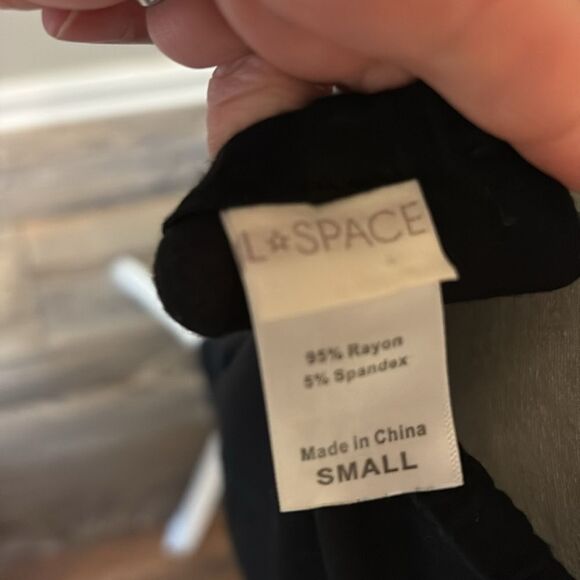 L☆SPACE
95% Rayon
5% Spandex
Made in China
SMALL